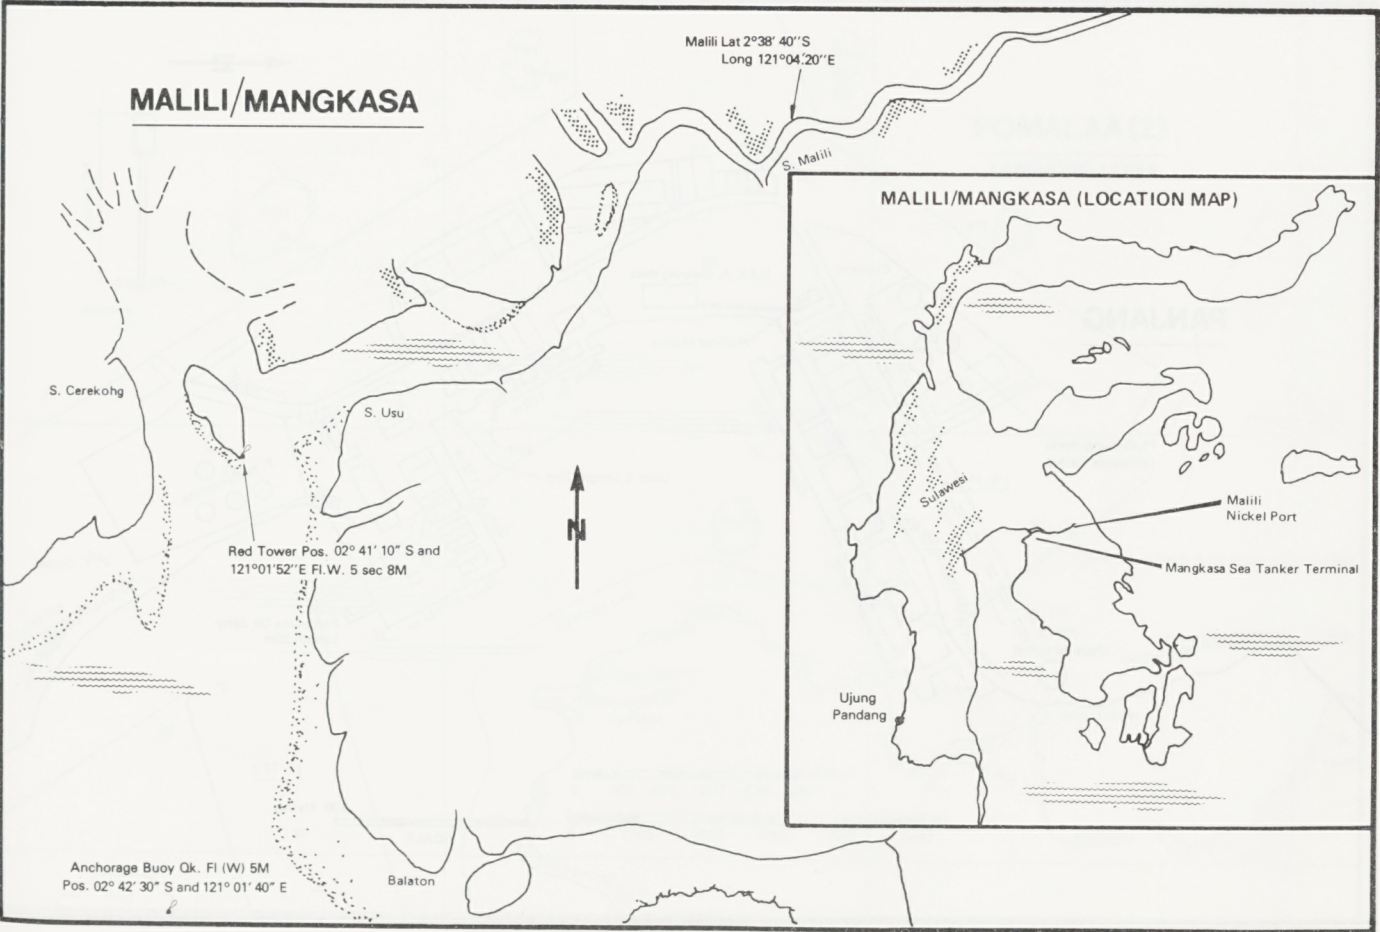 Malili Lat 2°38' 40''S
Long 121°04'.20''E
MALILI/MANGKASA
S. Malili
MALILI/MANGKASA (LOCATION MAP)
S. Cerekohg
S. Usu
Sulawesi
N
Malili
Nickel Port
Mangkasa Sea Tanker Terminal
Red Tower Pos. 02° 41' 10" S and
121°01'52''E Fl.W. 5 sec 8M
Ujung
Pandang
Anchorage Buoy Qk. Fl (W) 5M
Pos. 02° 42' 30" S and 121° 01' 40" E
Balaton